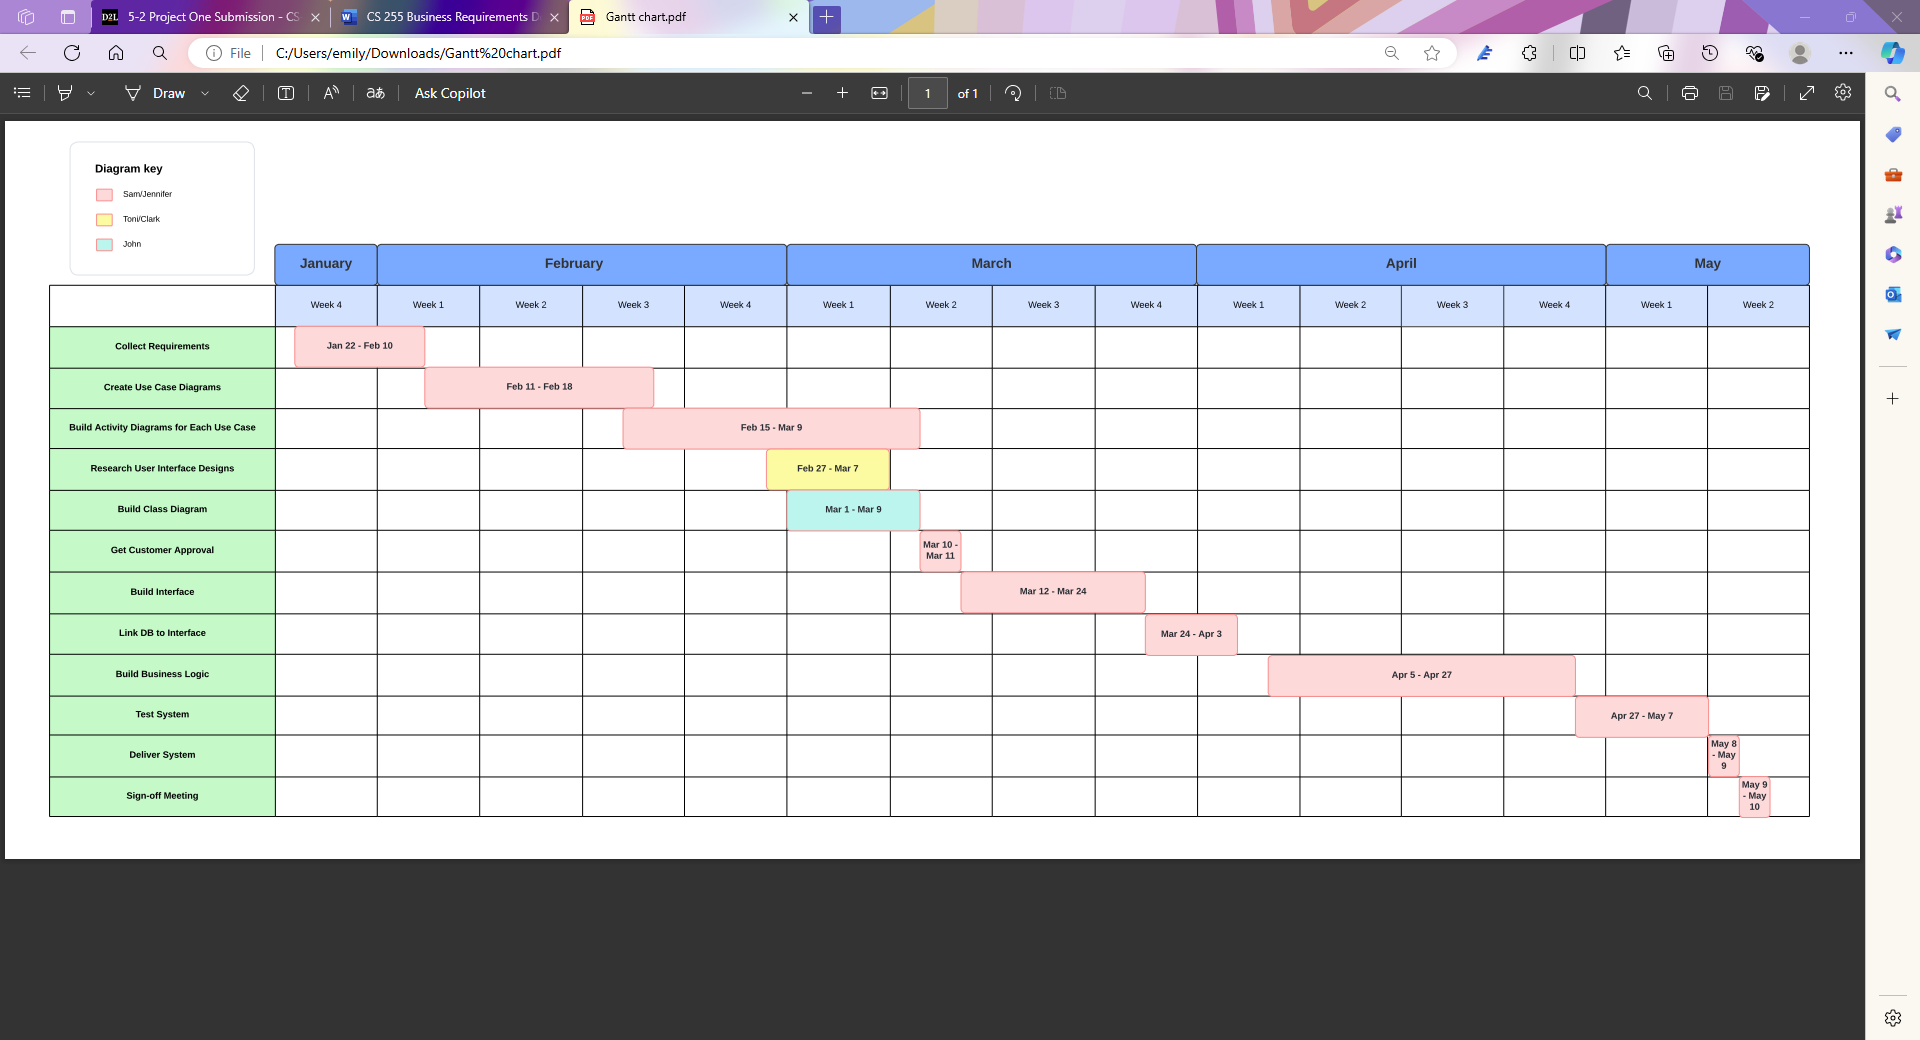 5-2 Project One Submission - CS
CS 255 Business Requirements D
Gantt chart.pdf
File
C:/Users/emily/Downloads/Gantt%20chart.pdf
Draw
Ask Copilot
1 of 1
Diagram key
Sam/Jennifer
Toni/Clark
John
January February March April May
Week 4 Week 1 Week 2 Week 3 Week 4 Week 1 Week 2 Week 3 Week 4 Week 1 Week 2 Week 3 Week 4 Week 1 Week 2
Collect Requirements Jan 22 - Feb 10
Create Use Case Diagrams Feb 11 - Feb 18
Build Activity Diagrams for Each Use Case Feb 15 - Mar 9
Research User Interface Designs Feb 27 - Mar 7
Build Class Diagram Mar 1 - Mar 9
Get Customer Approval
Mar 10 -
Mar 11
Build Interface Mar 12 - Mar 24
Link DB to Interface Mar 24 - Apr 3
Build Business Logic Apr 5 - Apr 27
Test System Apr 27 - May 7
Deliver System
May 8
- May
9
Sign-off Meeting
May 9
- May
10